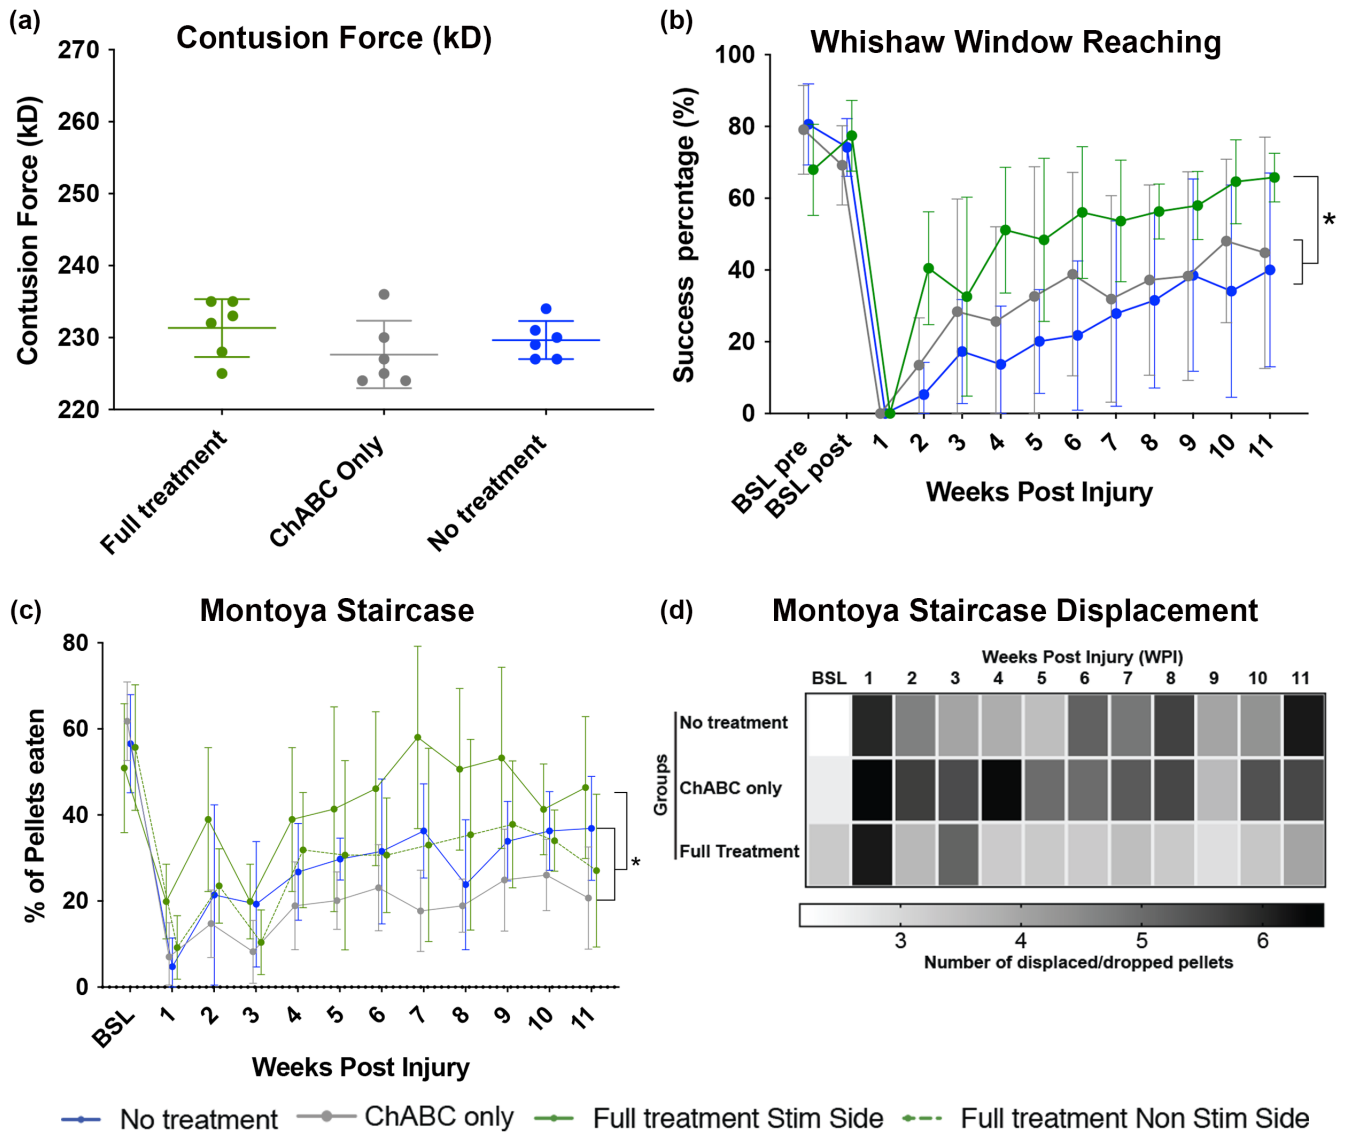 (a)
Contusion Force (kD)
270
260
250
240
230
220
Contusion Force (kD)
Full treatment
ChABC Only
No treatment
(b)
Whishaw Window Reaching
100
80
60
40
20
0
Success percntage (%)
*
BSL pre
BSL post
1
2
3
4
5
6
7
8
9
10
11
Weeks Post Injury
(c)
Montoya Staircase
80
60
40
20
0
% of Pellets eaten
*
BSL
1
2
3
4
5
6
7
8
9
10
11
Weeks Post Injury
(d)
Montoya Staircase Displacement
Weeks Post Injury (WPI)
BSL 1 2 3 4 5 6 7 8 9 10 11
Groups
No treatment
ChABC only
Full Treatment
3 4 5 6
Number of displaced/dropped pellets
No treatment
ChABC only
Full treatment Stim Side
Full treatment Non Stim Side